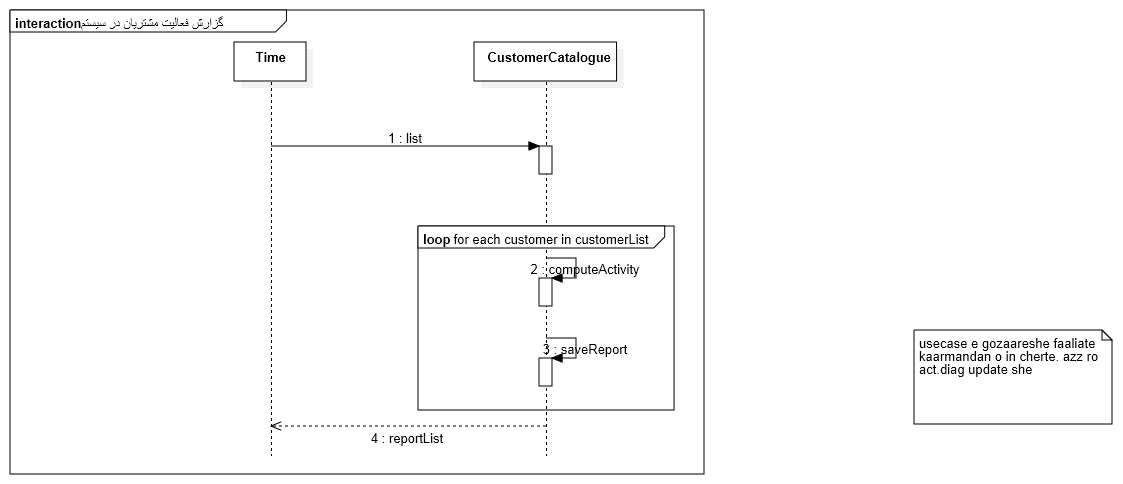 interaction گزارش فعالیت مشتریان در سیستم
Time
CustomerCatalogue
1 : list
loop for each customer in customerList
2 : computeActivity
3 : saveReport
4 : reportList
usecase e gozaareshe faaliate
kaarmandan o in cherte. azz ro
act.diag update she